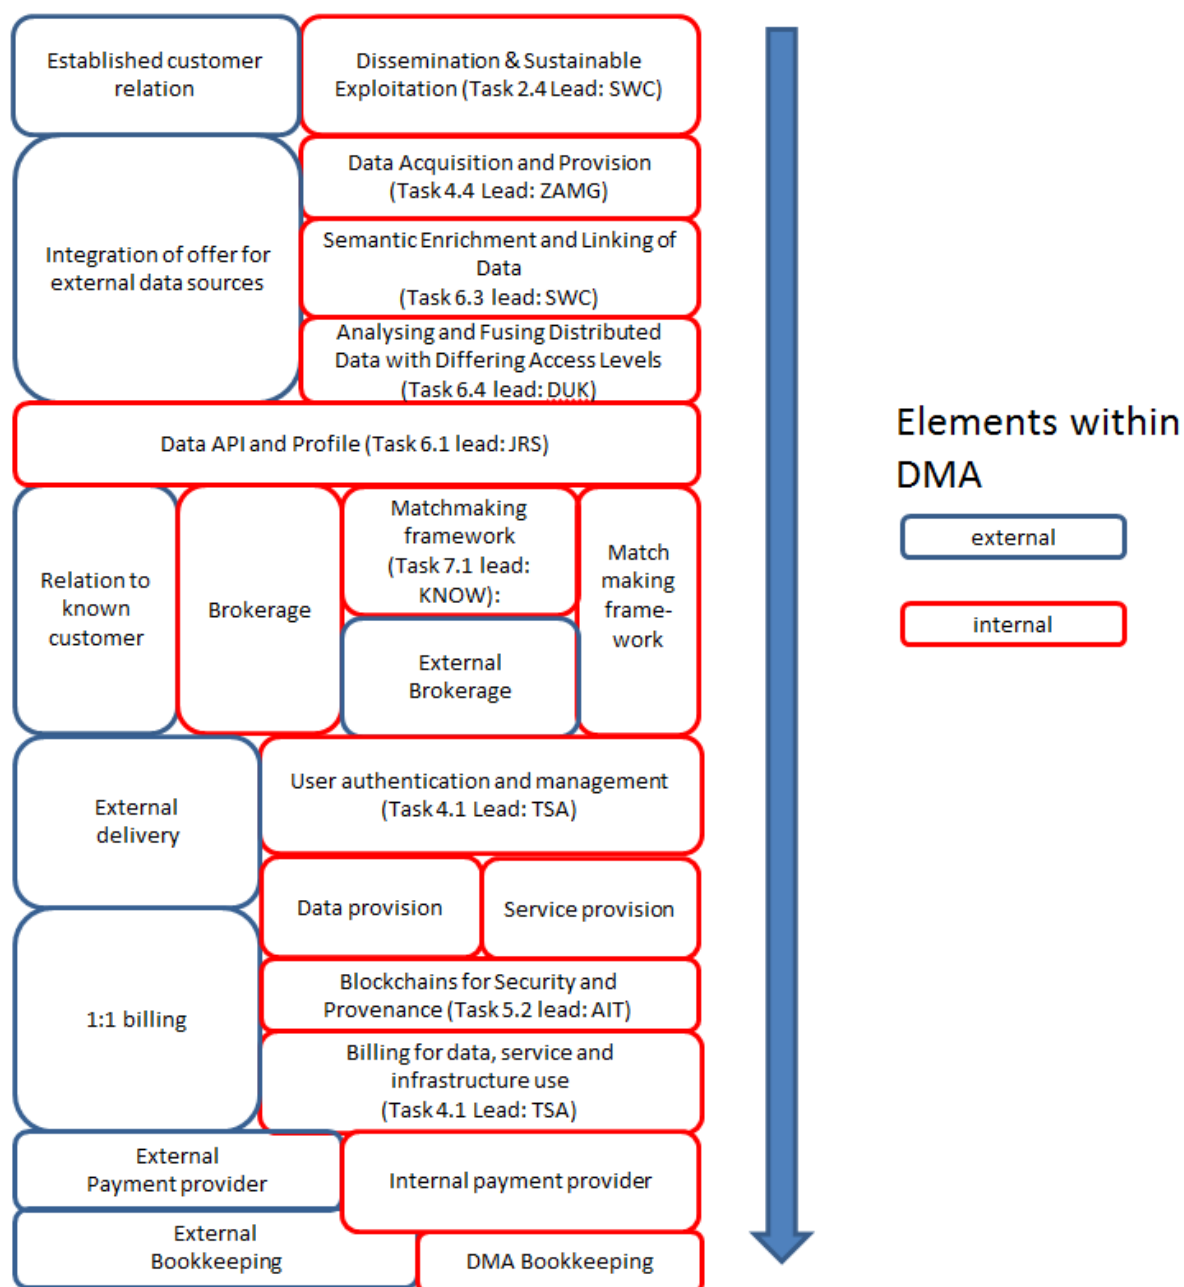 Established customer
relation
Dissemination & Sustainable
Exploitation (Task 2.4 Lead: SWC)
Data Acquisition and Provision
(Task 4.4 Lead: ZAMG)
Integration of offer for
external data sources
Semantic Enrichment and Linking of
Data
(Task 6.3 lead: SWC)
Analysing and Fusing Distributed
Data with Differing Access Levels
(Task 6.4 lead: DUK)
Data API and Profile (Task 6.1 lead: JRS)
Relation to
known
customer
Brokerage
Matchmaking
framework
(Task 7.1 lead:
KNOW):
External
Brokerage
Match
making
frame-
work
External
delivery
User authentication and management
(Task 4.1 Lead: TSA)
Data provision
Service provision
1:1 billing
Blockchains for Security and
Provenance (Task 5.2 lead: AIT)
Billing for data, service and
infrastructure use
(Task 4.1 Lead: TSA)
External
Payment provider
Internal payment provider
External
Bookkeeping
DMA Bookkeeping
Elements within
DMA
external
internal